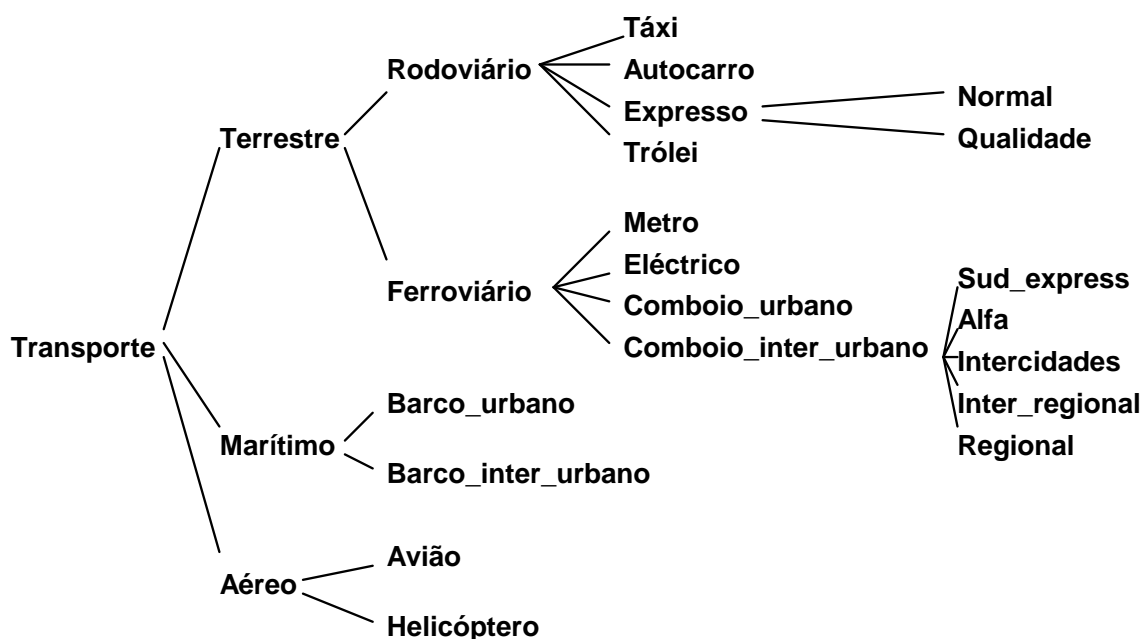 Táxi
Rodoviário
Autocarro
Expresso
Normal
Trólei
Qualidade
Terrestre
Metro
Eléctrico
Ferroviário
Comboio_urbano
Comboio_inter_urbano
Sud_express
Alfa
Intercidades
Inter_regional
Regional
Transporte
Barco_urbano
Marítimo
Barco_inter_urbano
Avião
Aéreo
Helicóptero